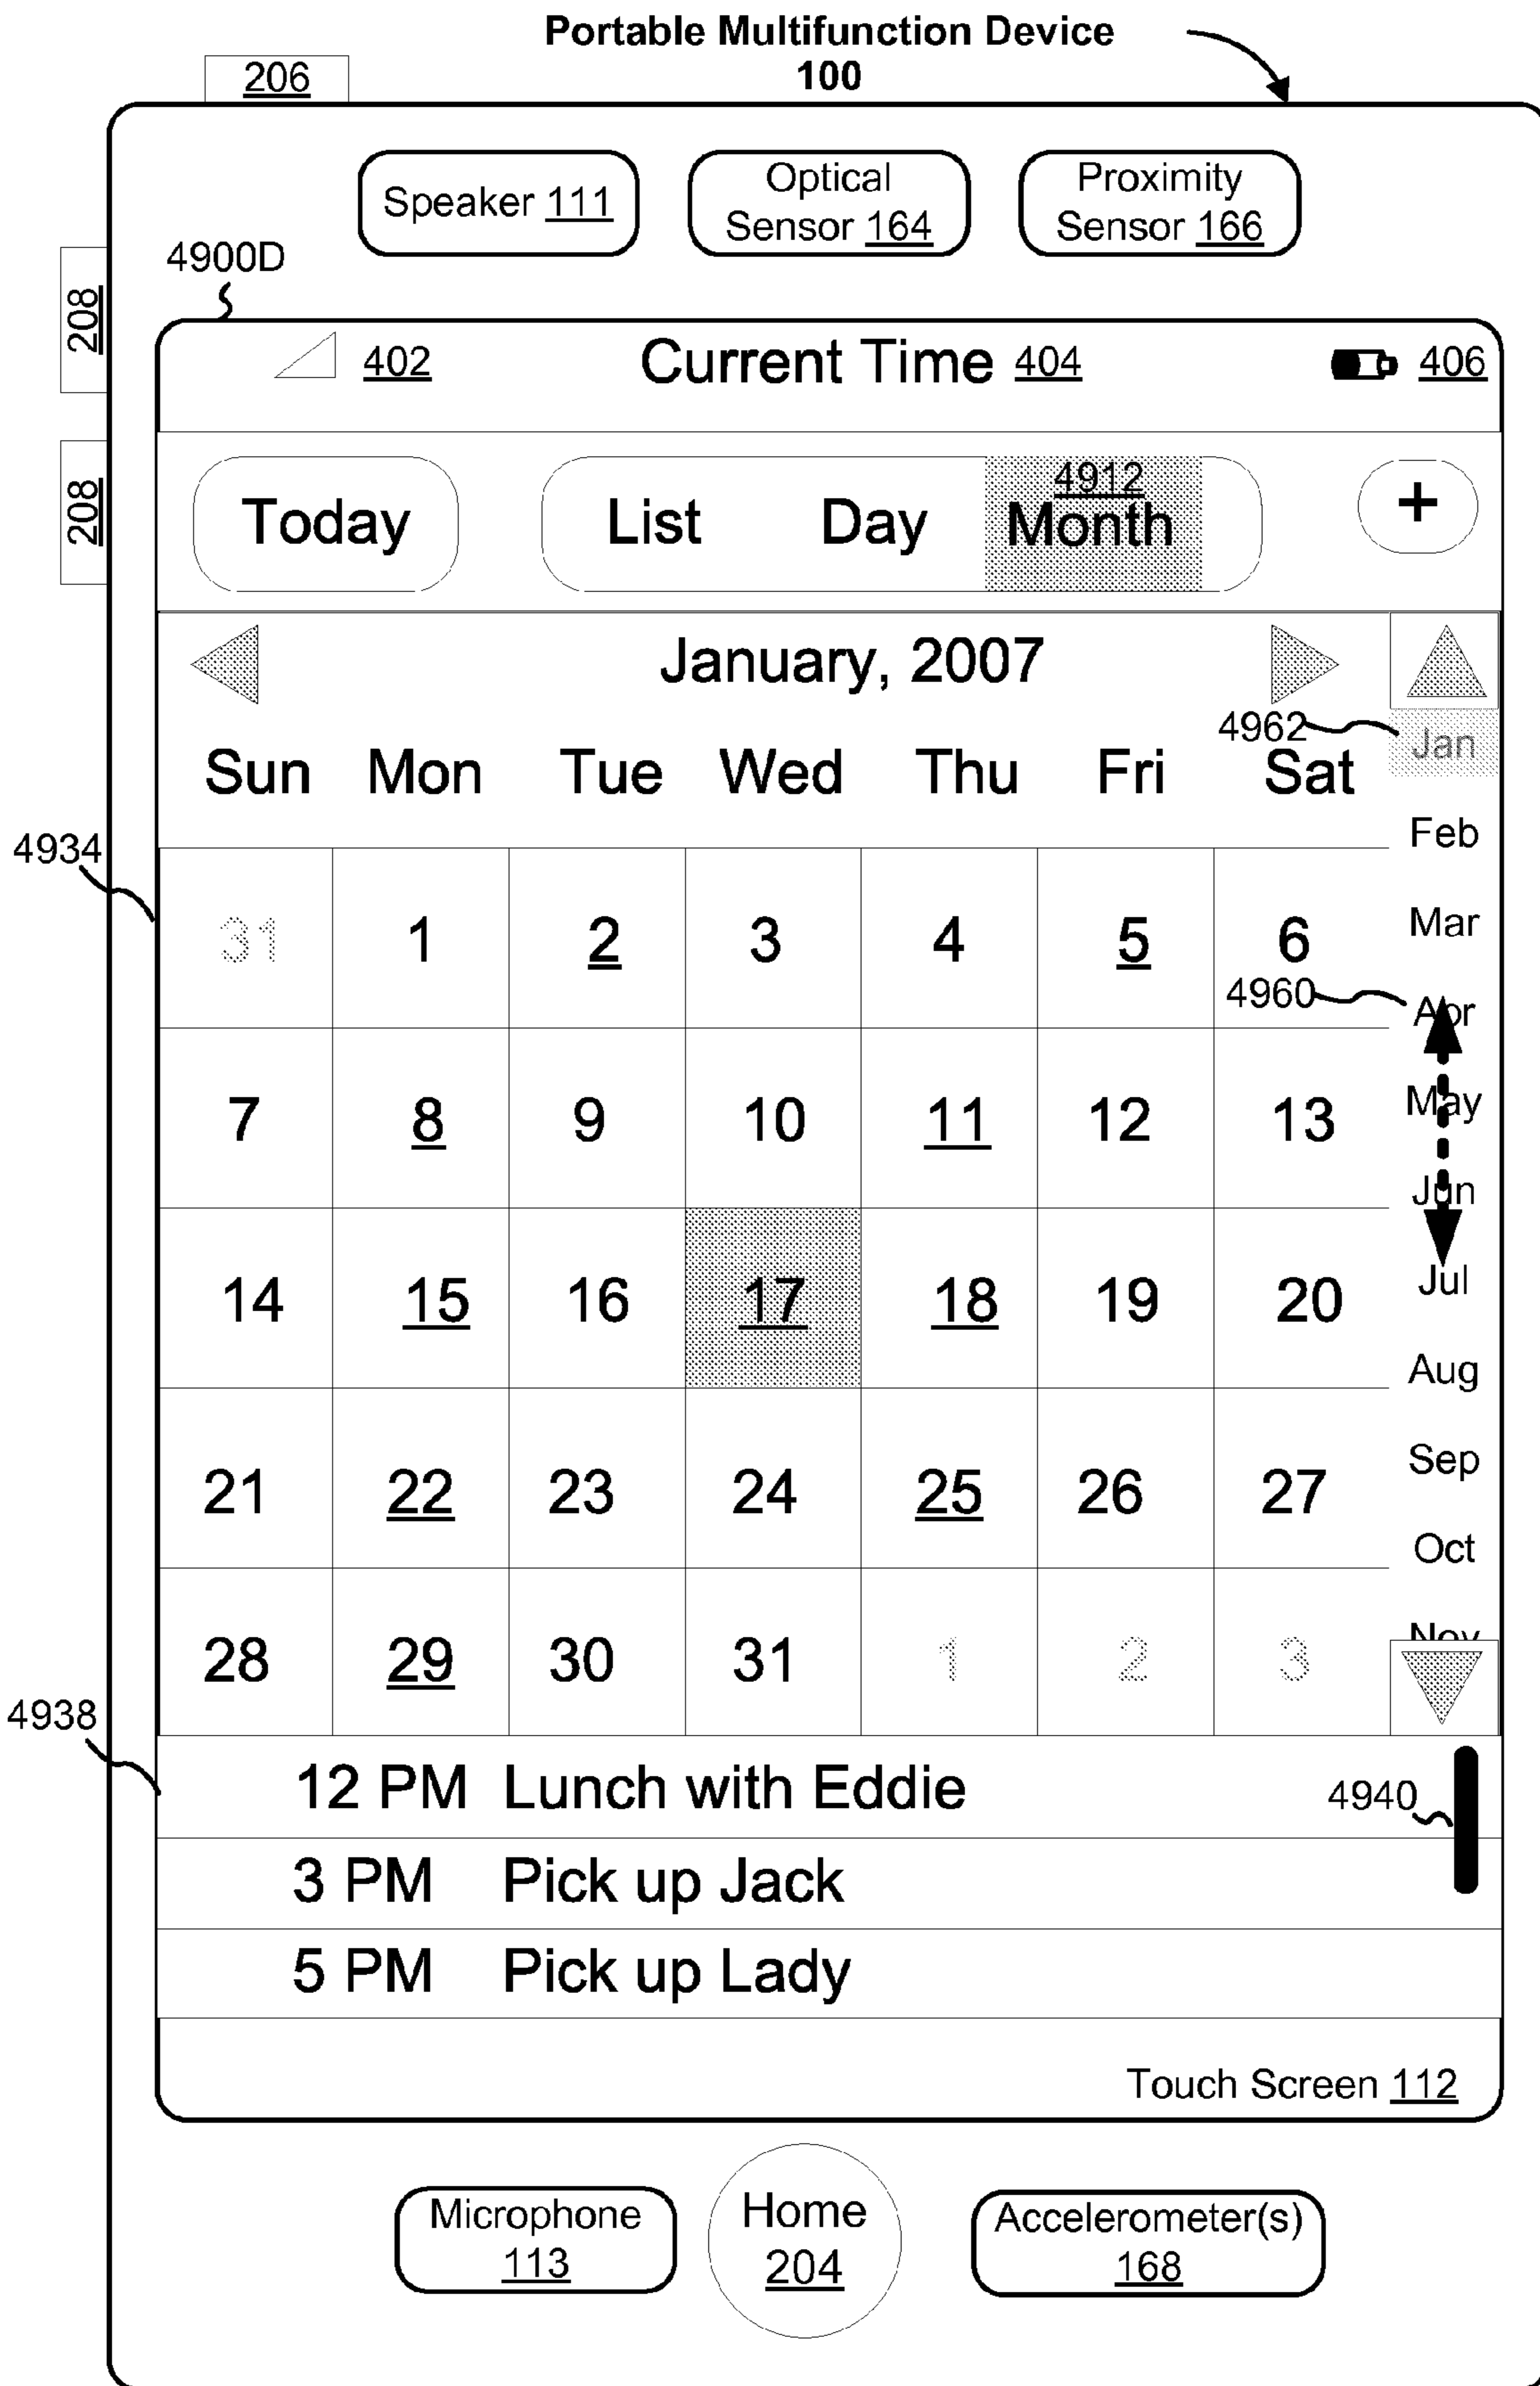 Portable Multifunction Device
100
206
Speaker 111
Optical
Sensor 164
Proximity
Sensor 166
4900D
208
208
402 Current Time 404 406
Today List Day Month +
4912
January, 2007
4962
Jan
Sun Mon Tue Wed Thu Fri Sat
Feb
4934
Mar
31 1 2 3 4 5 6
4960
Apr
May
7 8 9 10 11 12 13
Jun
Jul
14 15 16 17 18 19 20
Aug
Sep
21 22 23 24 25 26 27
Oct
Nov
28 29 30 31 1 2 3
4938
12 PM Lunch with Eddie
4940
3 PM Pick up Jack
5 PM Pick up Lady
Touch Screen 112
Microphone
113
Home
204
Accelerometer(s)
168